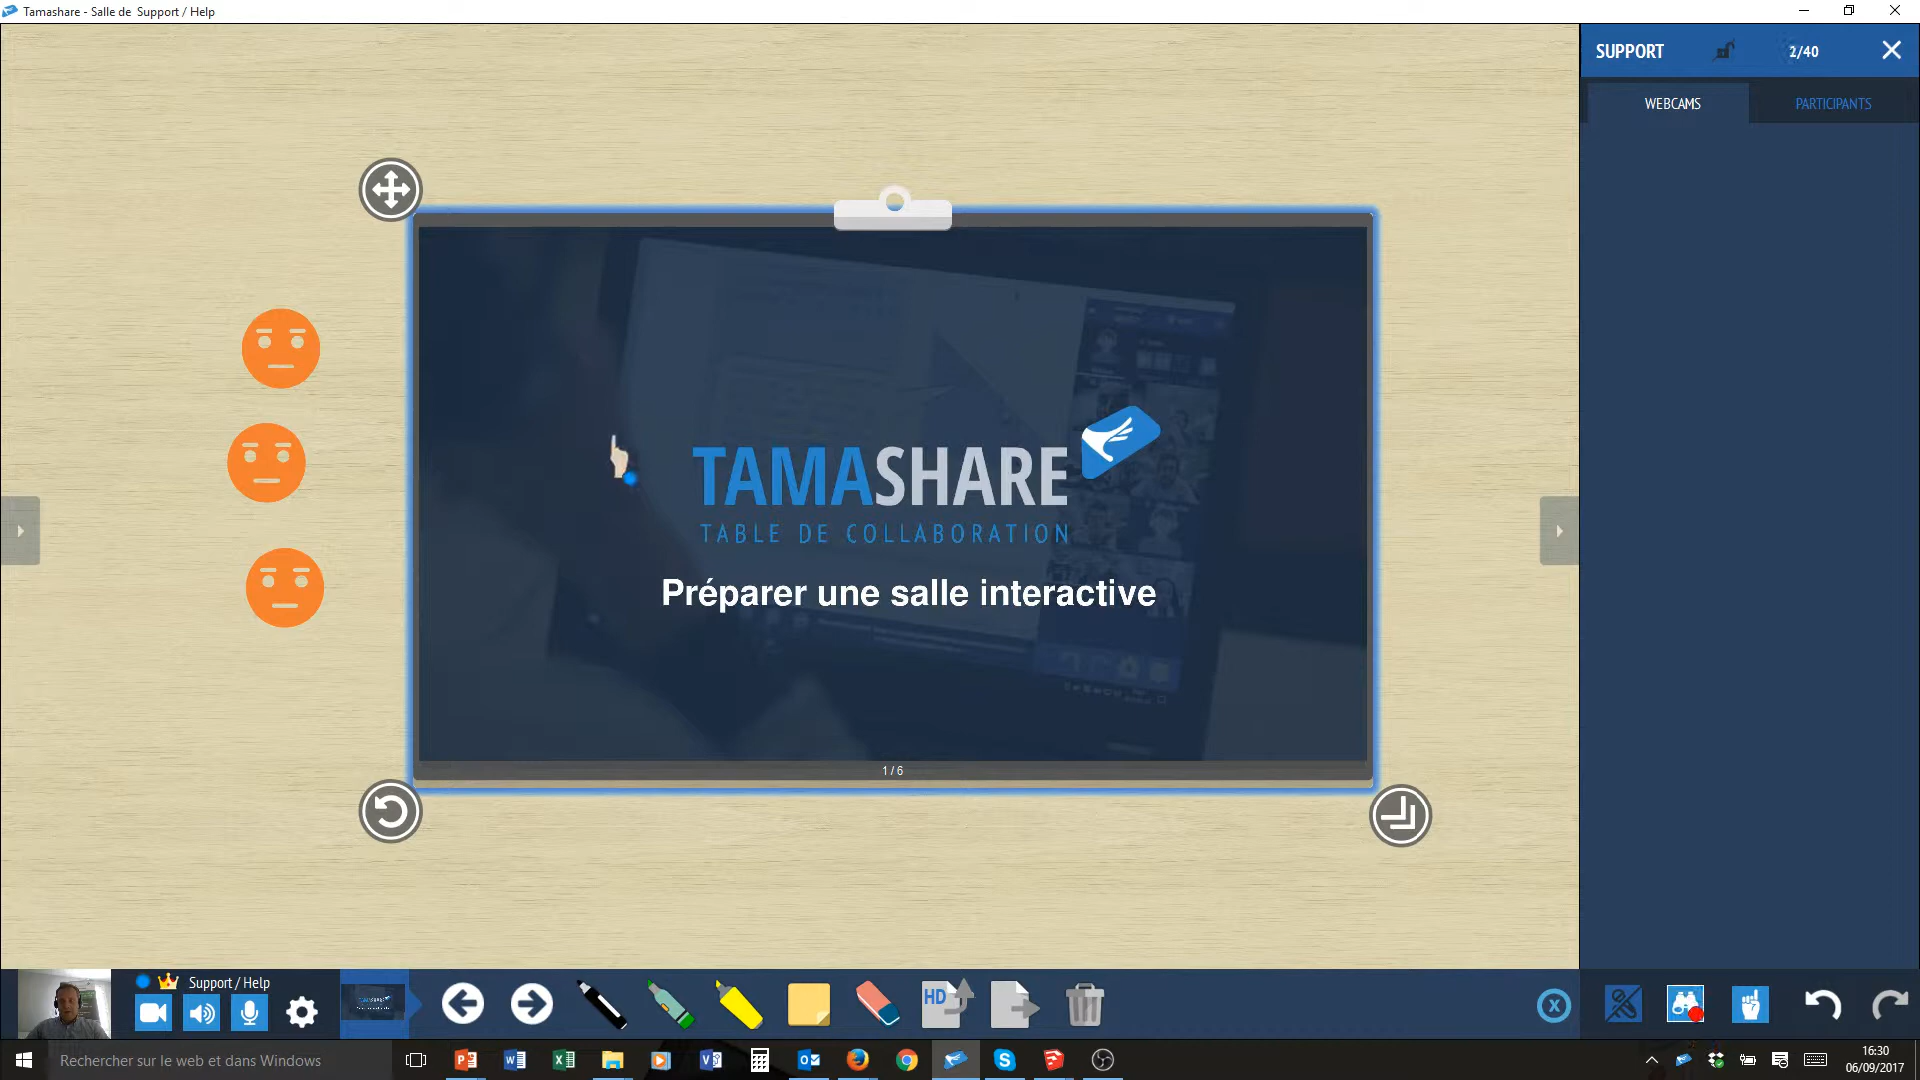 Tamashare - Salle de Support / Help
SUPPORT
2/40
WEBCAMS
PARTICIPANTS
TAMASHARE
TABLE DE COLLABORATION
Préparer une salle interactive
1 / 6
Support / Help
TAMASHARE
HD
X
Rechercher sur le web et dans Windows
16:30
06/09/2017